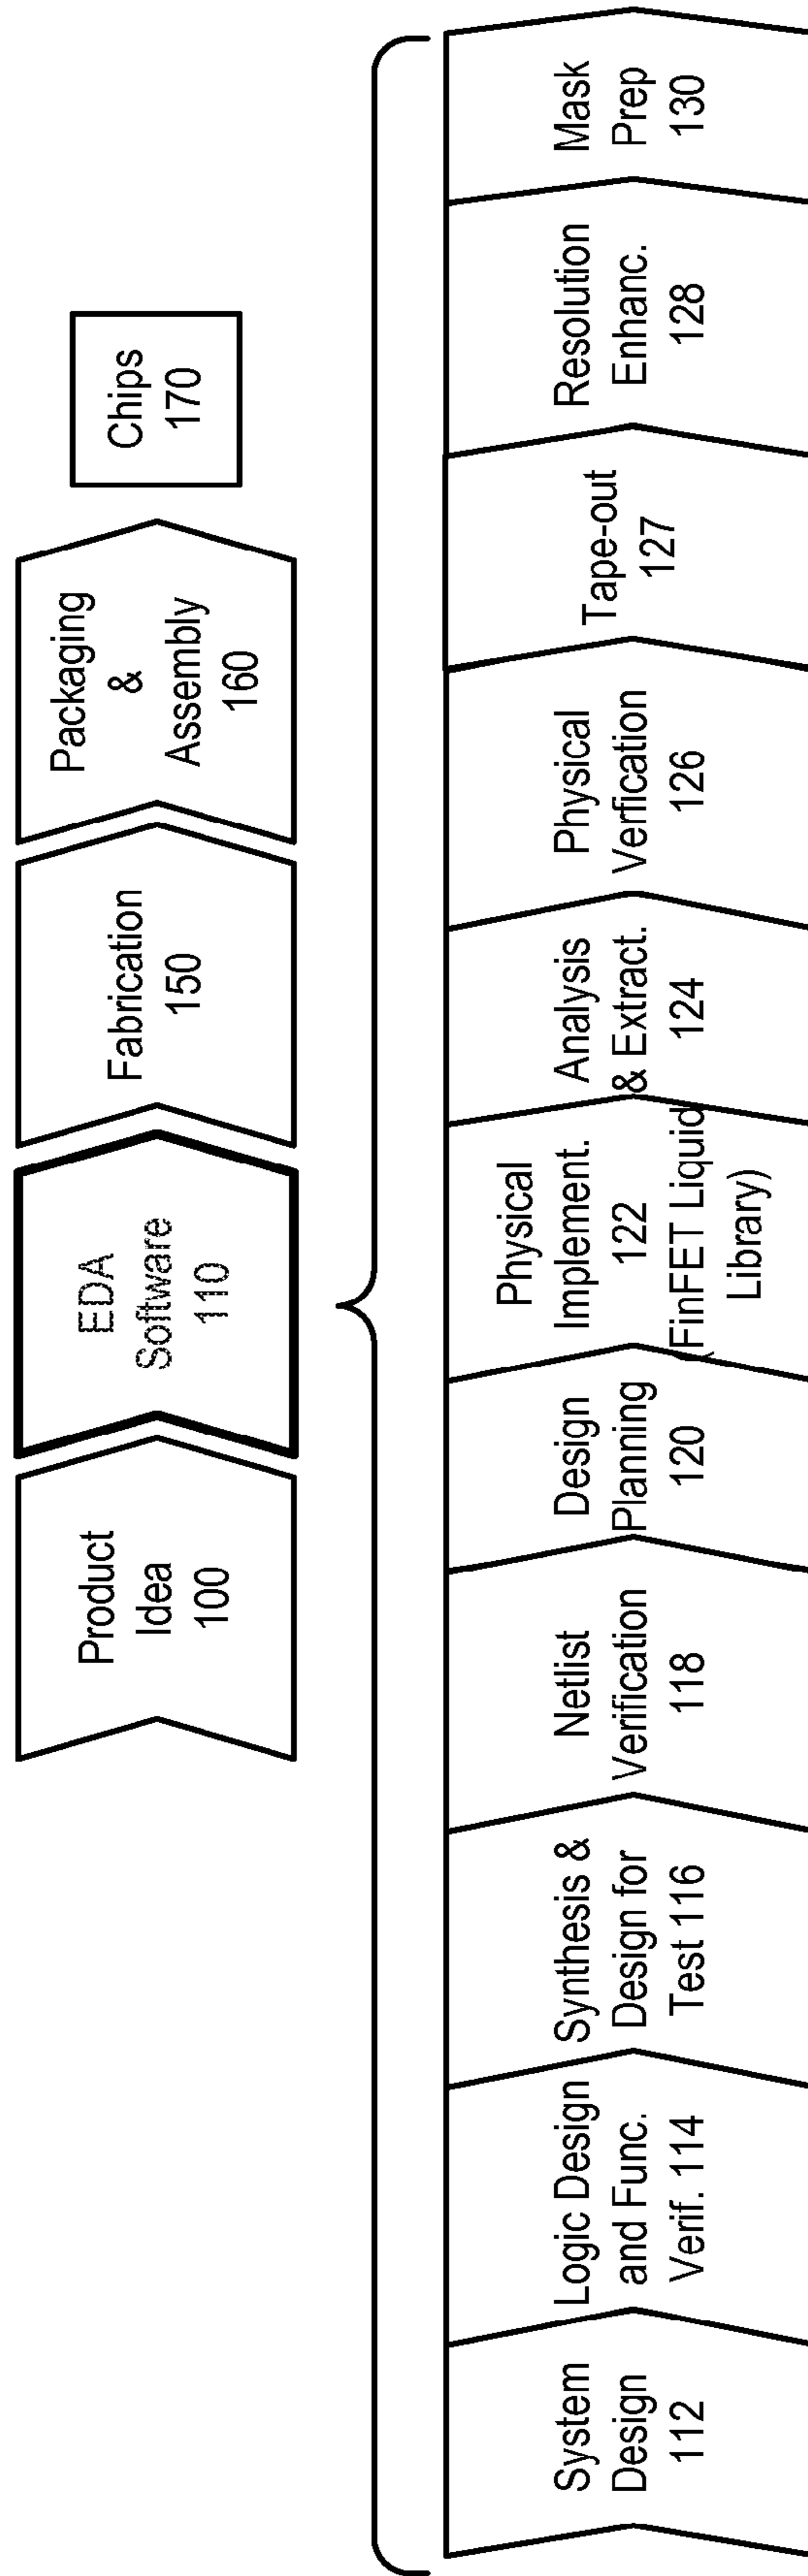 Product
Idea
100
EDA
Software
110
Fabrication
150
Packaging
&
Assembly
160
Chips
170
System
Design
112
Logic Design
and Func.
Verif. 114
Synthesis &
Design for
Test 116
Netlist
Verification
118
Design
Planning
120
Physical
Implement.
122
(FinFET Liquid
Library)
Analysis
& Extract.
124
Physical
Verfication
126
Tape-out
127
Resolution
Enhanc.
128
Mask
Prep
130